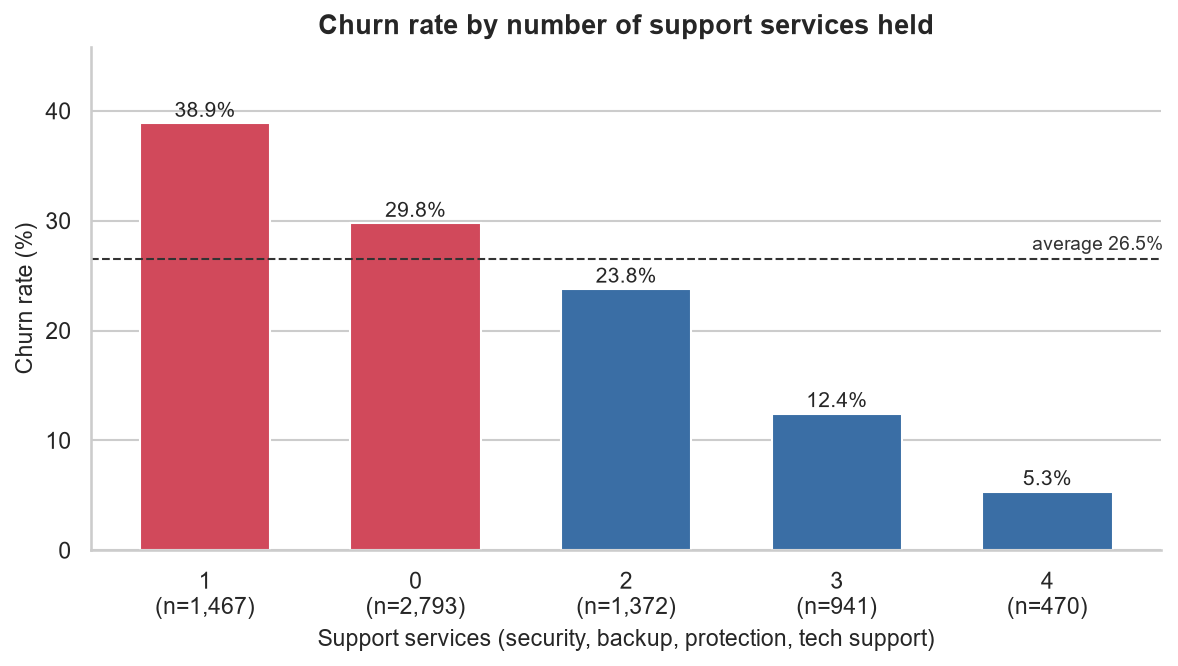 Churn rate by number of support services held
Churn rate (%)
40
30
20
10
0
38.9%
29.8%
average 26.5%
23.8%
12.4%
5.3%
1 0 2 3 4
(n=1,467) (n=2,793) (n=1,372) (n=941) (n=470)
Support services (security, backup, protection, tech support)